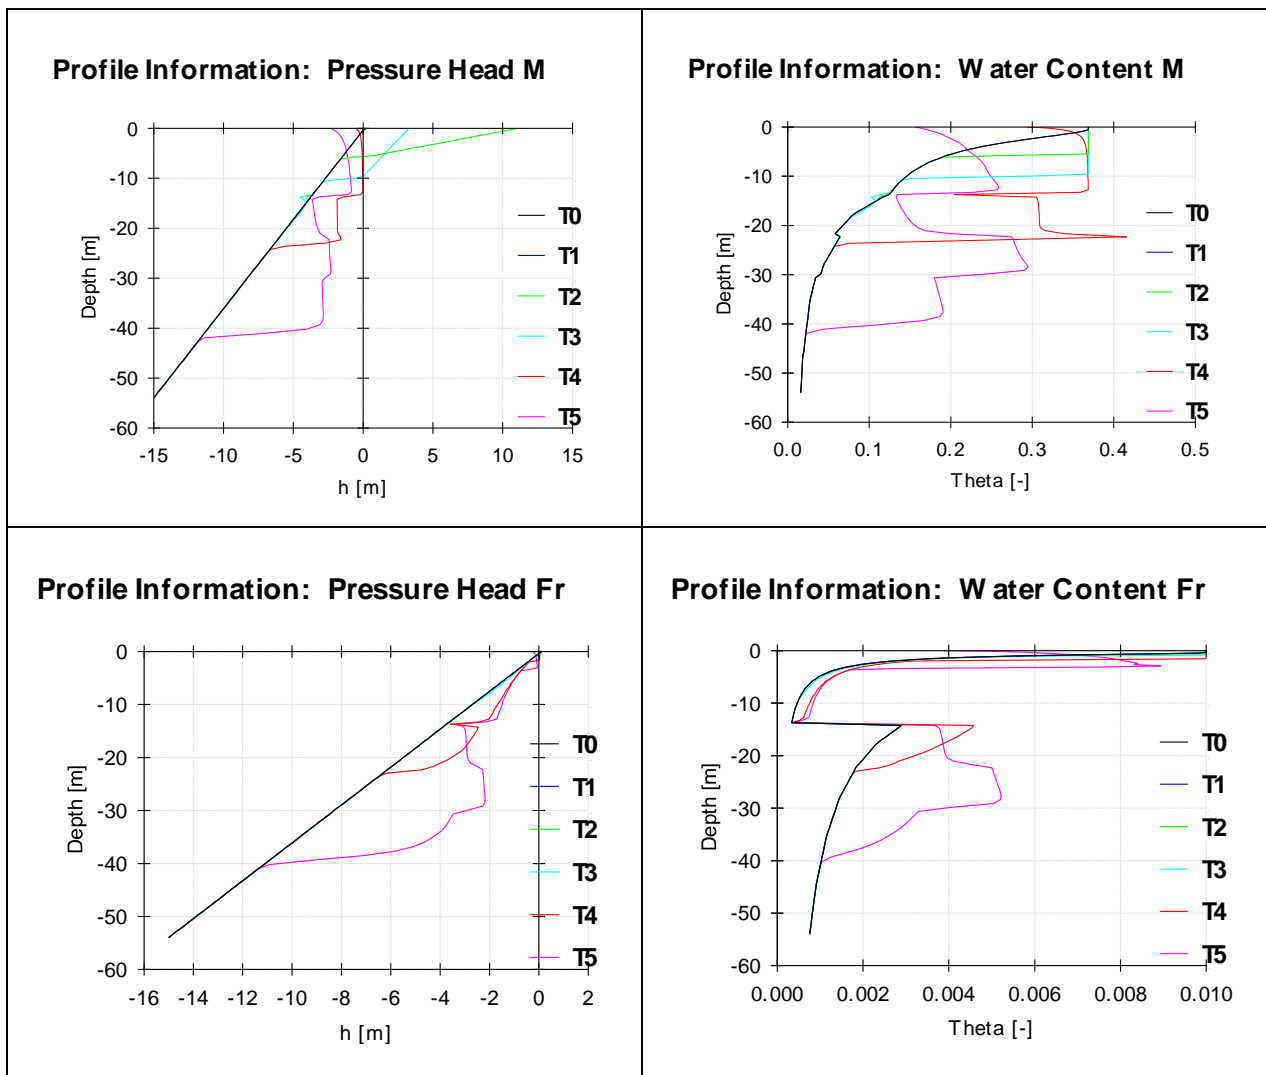 Profile Information: Pressure Head M
0
-10
-20
-30
-40
-50
-60
Depth [m]
-15 -10 -5 0 5 10 15
h [m]
T0
T1
T2
T3
T4
T5
Profile Information: Water Content M
0
-10
-20
-30
-40
-50
-60
Depth [m]
0.0 0.1 0.2 0.3 0.4 0.5
Theta [-]
T0
T1
T2
T3
T4
T5
Profile Information: Pressure Head Fr
0
-10
-20
-30
-40
-50
-60
Depth [m]
-16 -14 -12 -10 -8 -6 -4 -2 0 2
h [m]
T0
T1
T2
T3
T4
T5
Profile Information: Water Content Fr
0
-10
-20
-30
-40
-50
-60
Depth [m]
0.000 0.002 0.004 0.006 0.008 0.010
Theta [-]
T0
T1
T2
T3
T4
T5